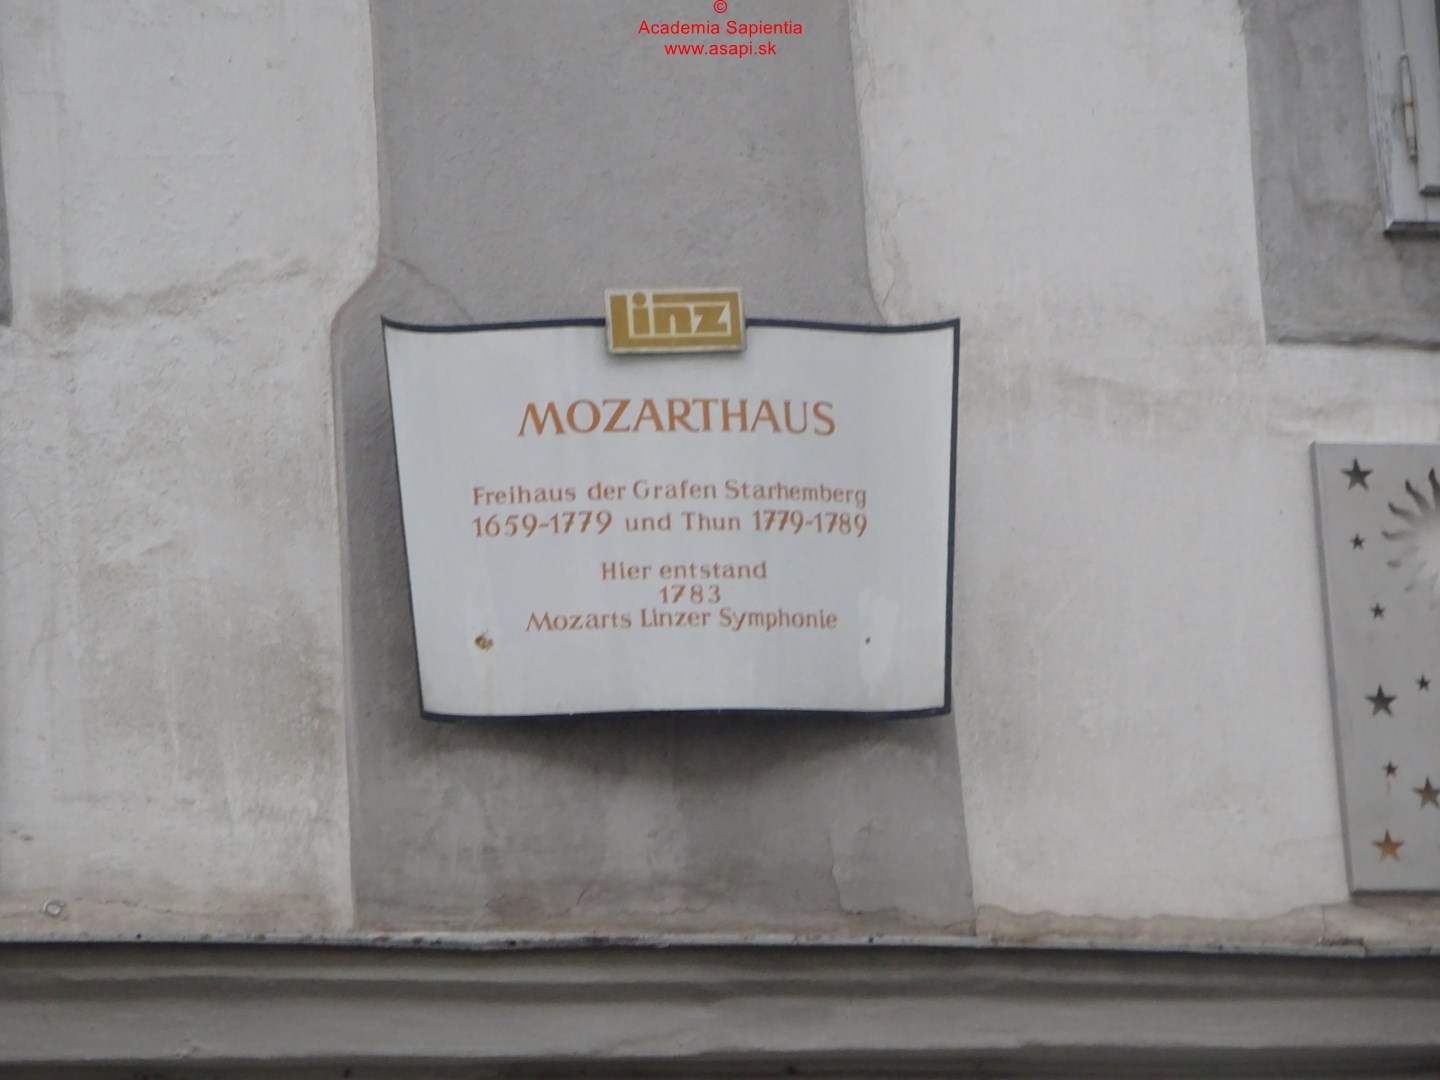 ©
Academia Sapientia
www.asapi.sk
linz
MOZARTHAUS
Freihaus der Grafen Starhemberg
1659-1779 und Thun 1779-1789
Hier entstand
1783
Mozarts Linzer Symphonie